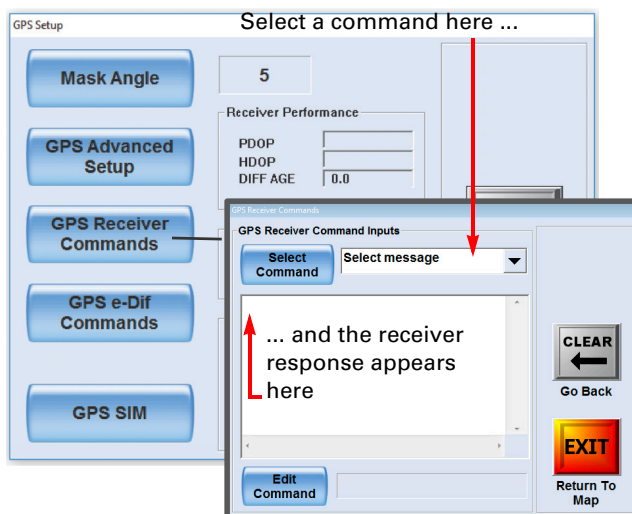 Select a command here ...
GPS Setup
Mask Angle
5
Receiver Performance
GPS Advanced
Setup
PDOP
HDOP
DIFF AGE 0.0
GPS Receiver
Commands
GPS e-Dif
Commands
GPS SIM
GPS Receiver Commands
GPS Receiver Command Inputs
Select
Command
Select message
... and the receiver
response appears
here
Edit
Command
CLEAR
Go Back
EXIT
Return To
Map